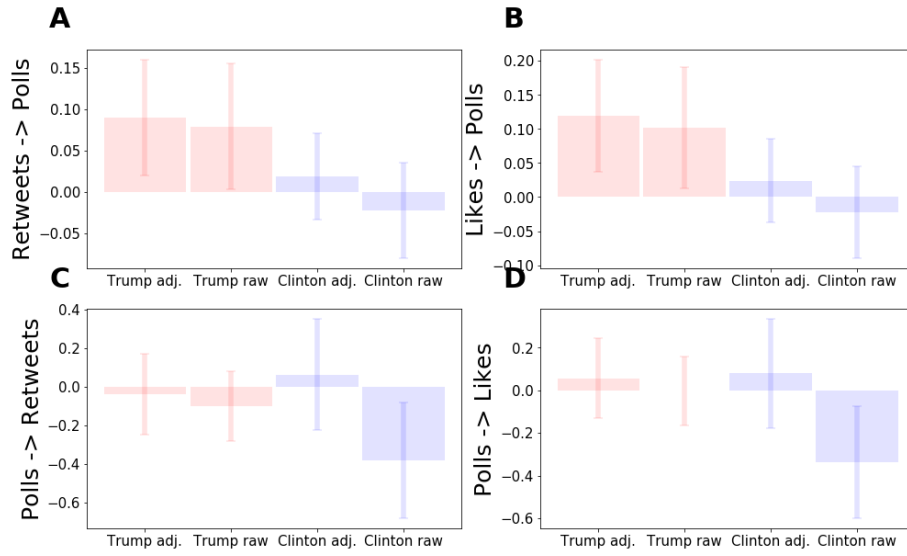 A
Retweets -> Polls
0.15
0.10
0.05
0.00
−0.05
Trump adj. Trump raw Clinton adj. Clinton raw
B
Likes -> Polls
0.20
0.15
0.10
0.05
0.00
−0.05
−0.10
Trump adj. Trump raw Clinton adj. Clinton raw
C
Polls -> Retweets
0.4
0.2
0.0
−0.2
−0.4
−0.6
Trump adj. Trump raw Clinton adj. Clinton raw
D
Polls -> Likes
0.2
0.0
−0.2
−0.4
−0.6
Trump adj. Trump raw Clinton adj. Clinton raw